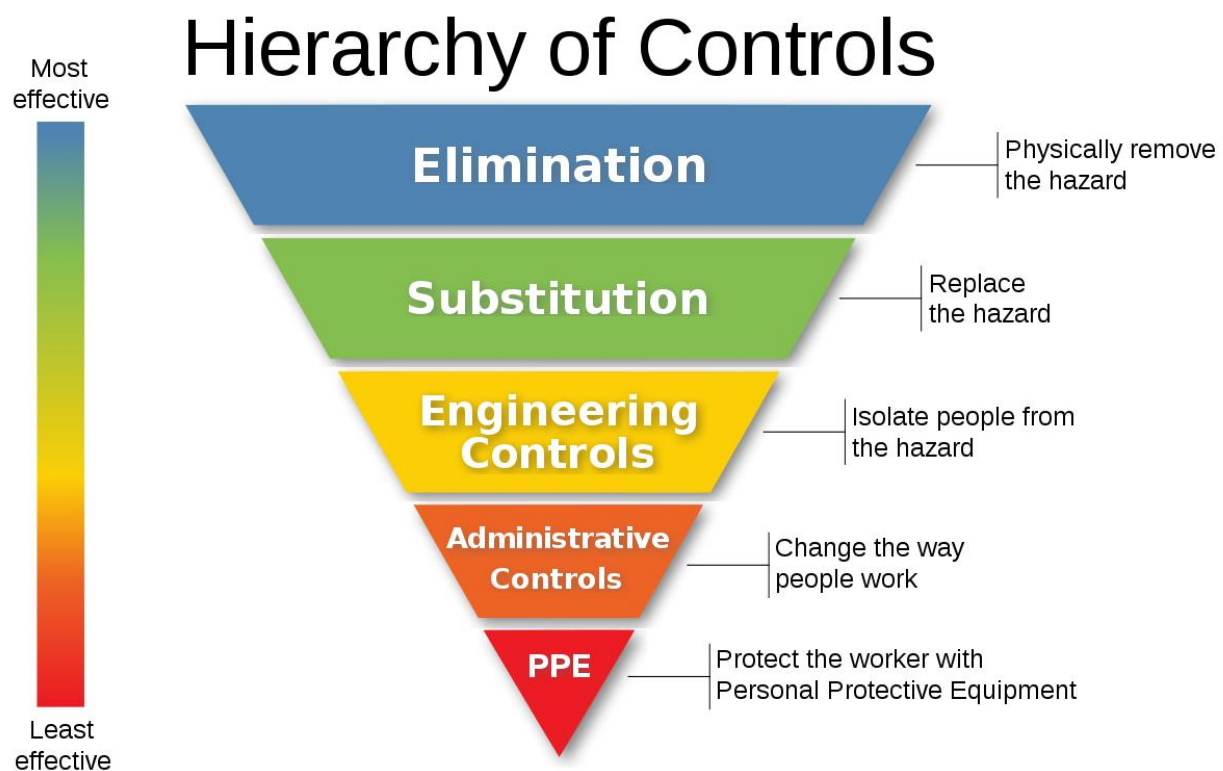 Hierarchy of Controls
Most
effective
Elimination
Physically remove
the hazard
Substitution
Replace
the hazard
Engineering
Controls
Isolate people from
the hazard
Administrative
Controls
Change the way
people work
PPE
Protect the worker with
Personal Protective Equipment
Least
effective